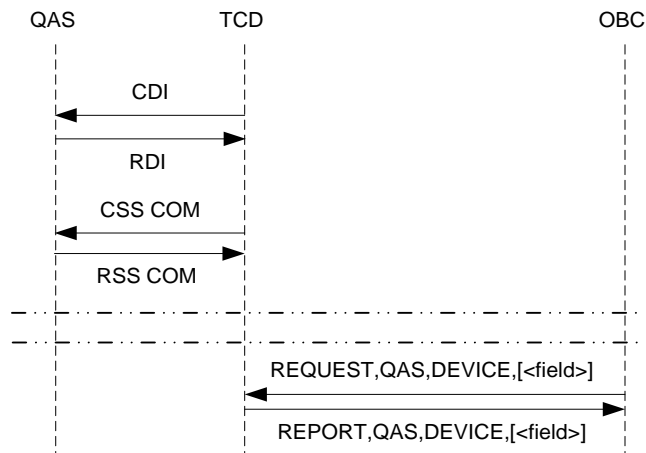 QAS
TCD
OBC
CDI
RDI
CSS COM
RSS COM
REQUEST,QAS,DEVICE,[<field>]
REPORT,QAS,DEVICE,[<field>]